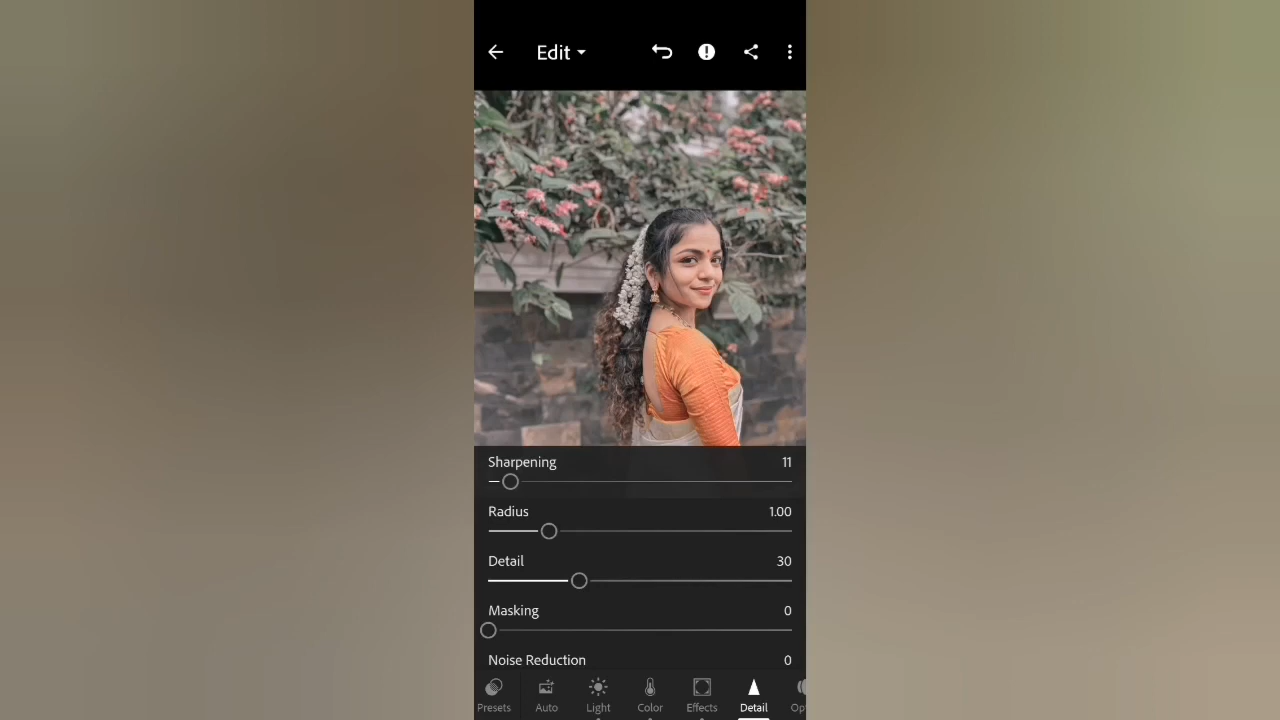 Edit
Sharpening 11
Radius 1.00
Detail 30
Masking 0
Noise Reduction 0
Presets Auto Light Color Effects Detail Op